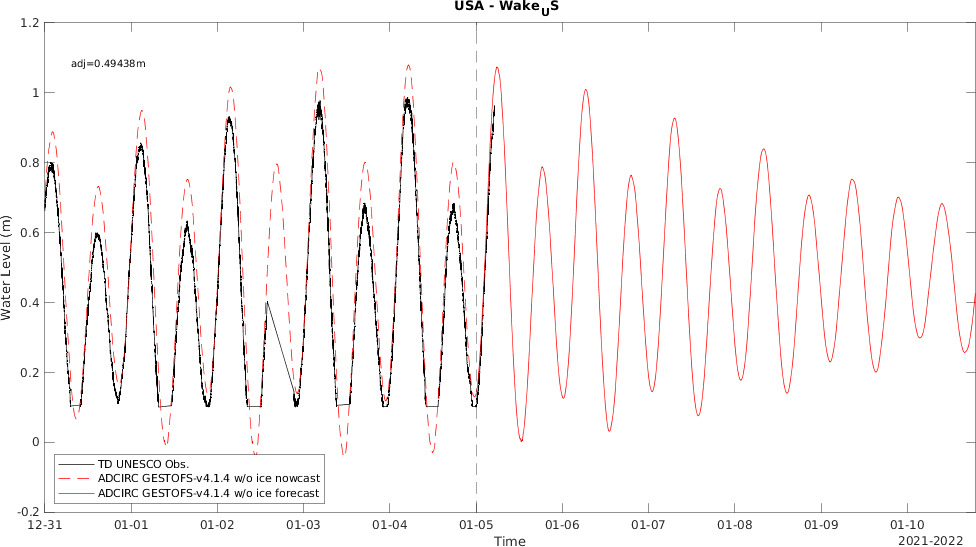 USA - WakeUS
adj=0.49438m
1.2
1
0.8
0.6
0.4
0.2
0
-0.2
Water Level (m)
TD UNESCO Obs.
ADCIRC GESTOFS-v4.1.4 w/o ice nowcast
ADCIRC GESTOFS-v4.1.4 w/o ice forecast
12-31 01-01 01-02 01-03 01-04 01-05 01-06 01-07 01-08 01-09 01-10
Time
2021-2022